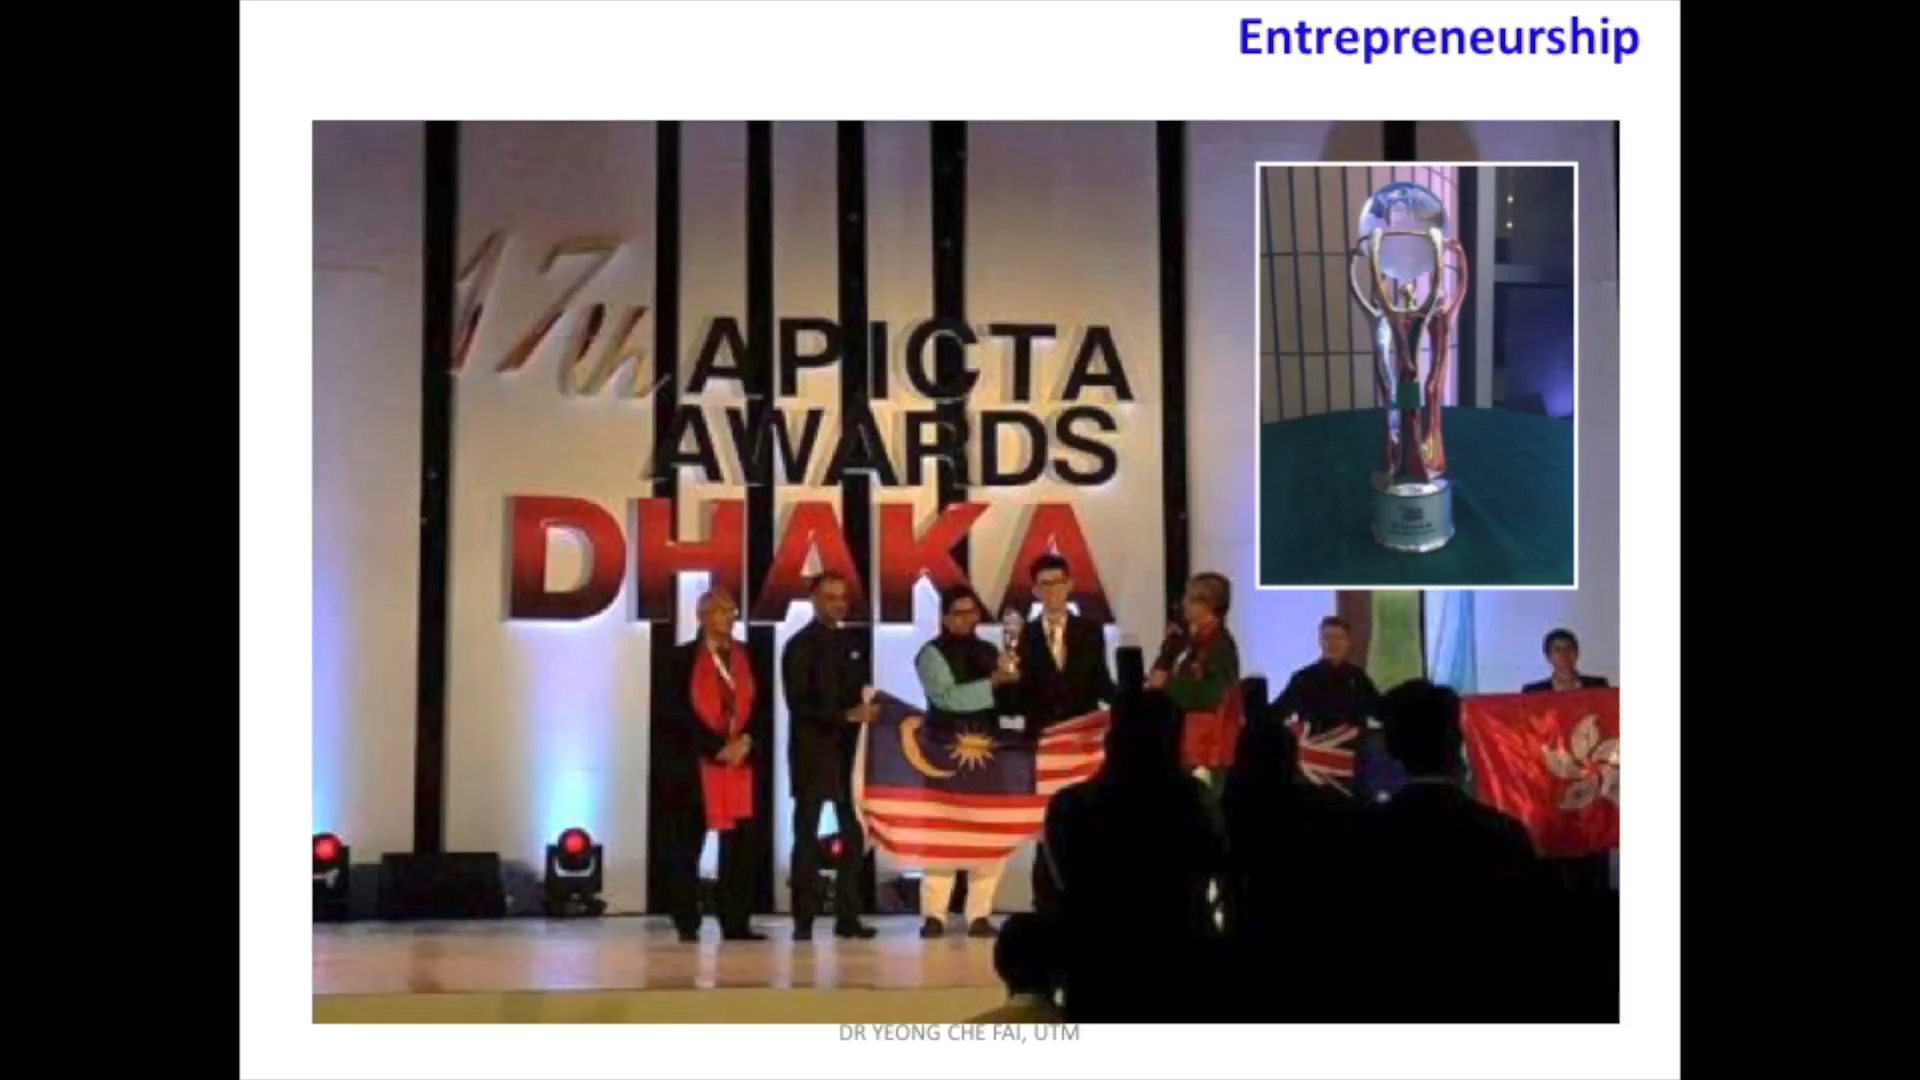 Entrepreneurship
17th
APICTA
AWARDS
DHAKA
DR YEONG CHE FAI, UTM